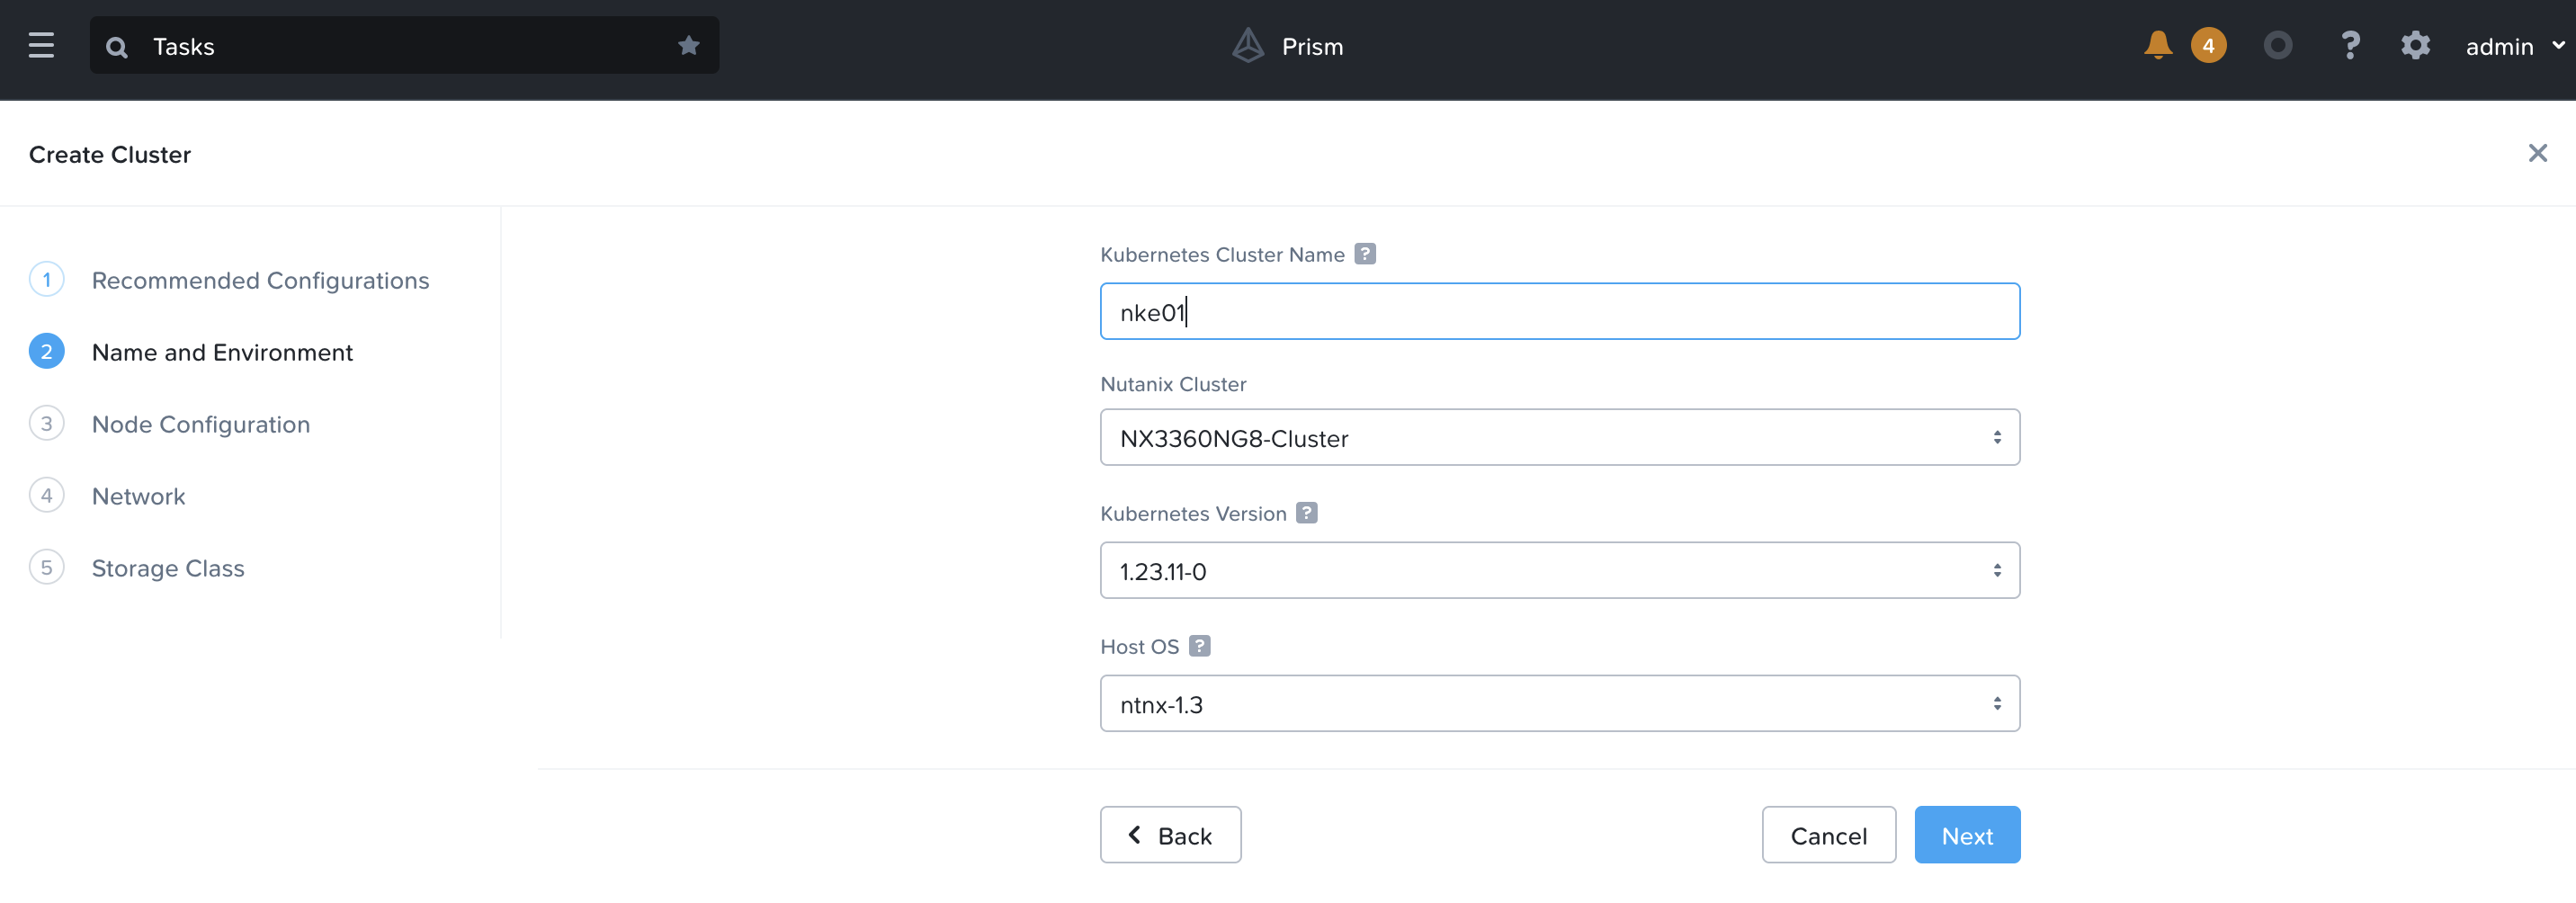 Tasks
Prism
4
?
admin
Create Cluster
1 Recommended Configurations
2 Name and Environment
3 Node Configuration
4 Network
5 Storage Class
Kubernetes Cluster Name ?
nke01
Nutanix Cluster
NX3360NG8-Cluster
Kubernetes Version ?
1.23.11-0
Host OS ?
ntnx-1.3
Back
Cancel
Next